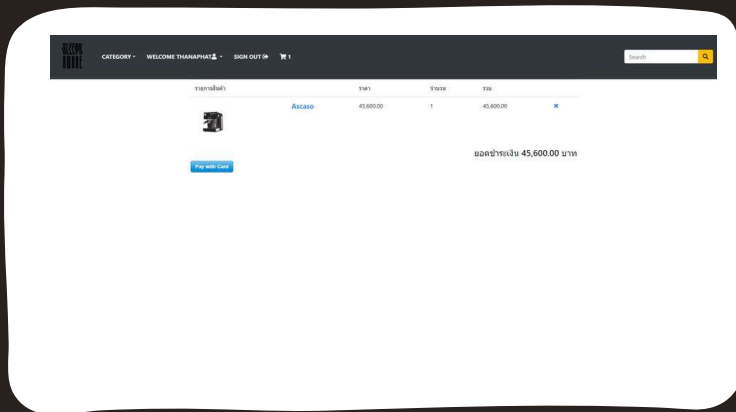 CATEGORY WELCOME THANAPHAT SIGN OUT 1 Search
รายการสินค้า ราคา จำนวน รวม
Ascaso 45,600.00 1 45,600.00 ×
ยอดชำระเงิน 45,600.00 บาท
Pay with Card